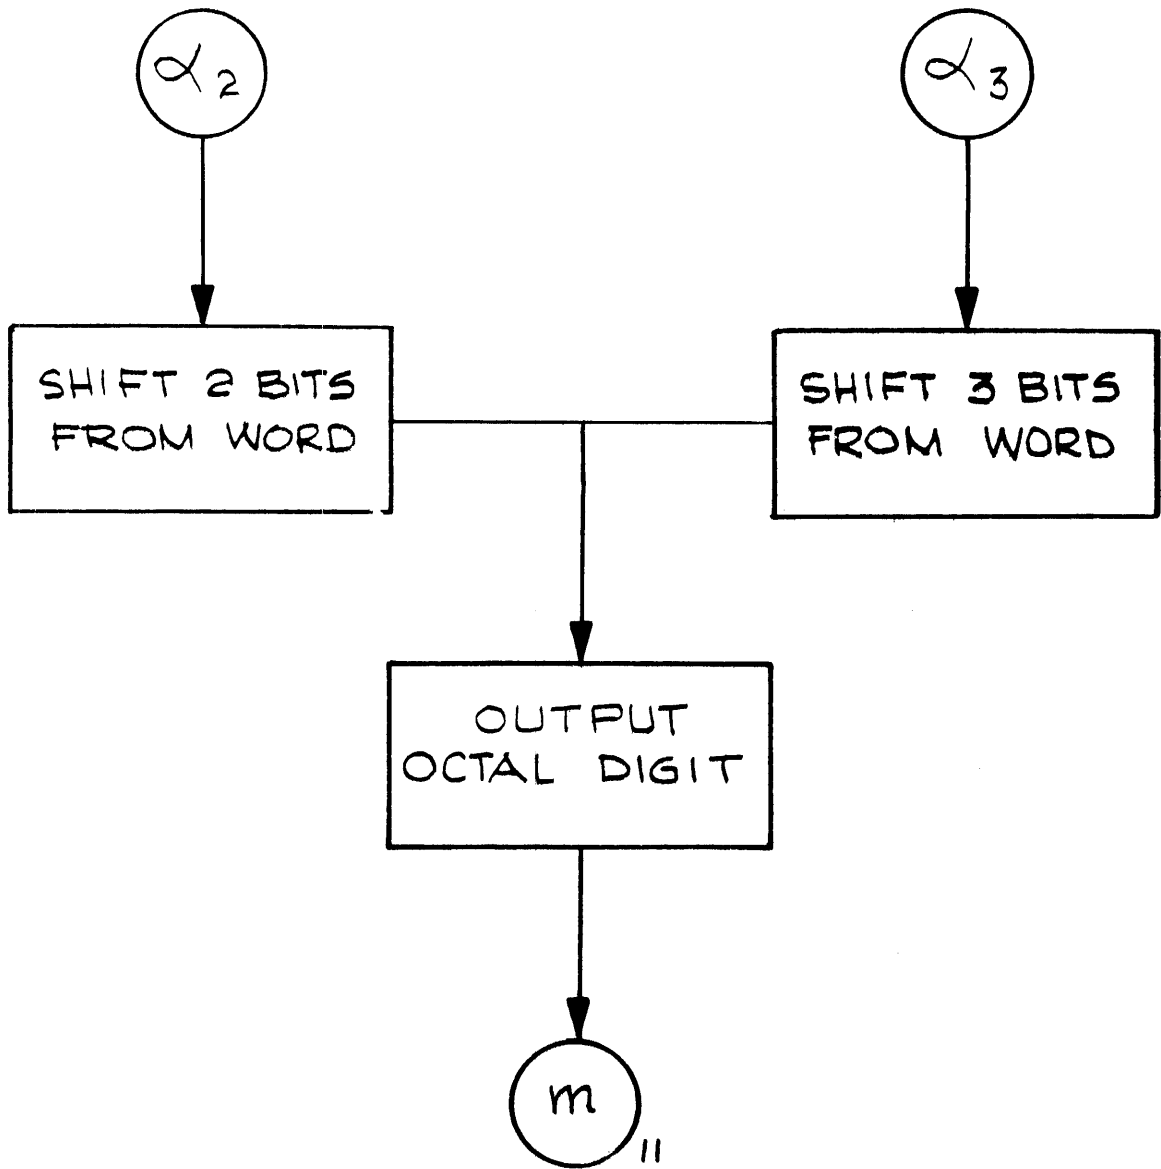 α₂
α₃
SHIFT 2 BITS
FROM WORD
SHIFT 3 BITS
FROM WORD
OUTPUT
OCTAL DIGIT
m
11